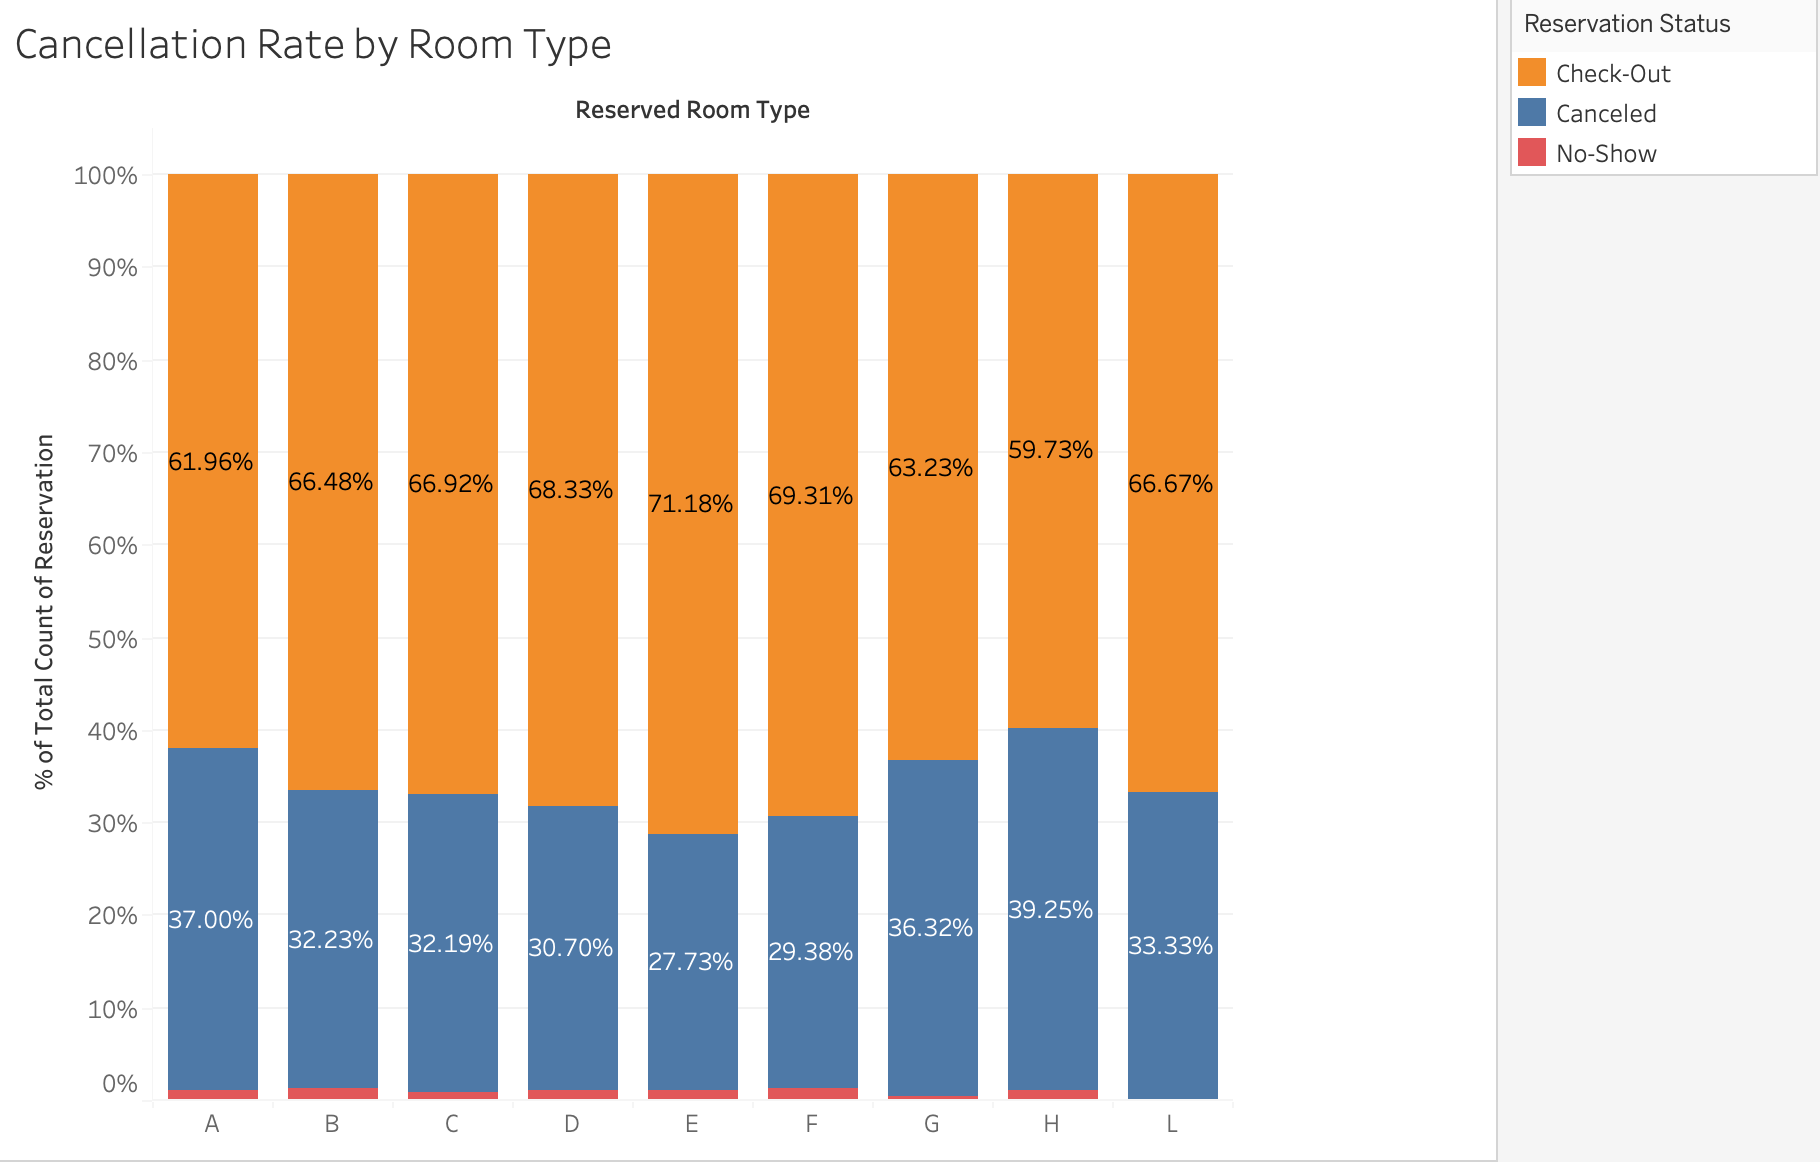 Cancellation Rate by Room Type
Reserved Room Type
% of Total Count of Reservation
100%
90%
80%
70%
60%
50%
40%
30%
20%
10%
0%
61.96%
66.48%
66.92%
68.33%
71.18%
69.31%
63.23%
59.73%
66.67%
37.00%
32.23%
32.19%
30.70%
27.73%
29.38%
36.32%
39.25%
33.33%
A
B
C
D
E
F
G
H
L
Reservation Status
Check-Out
Canceled
No-Show